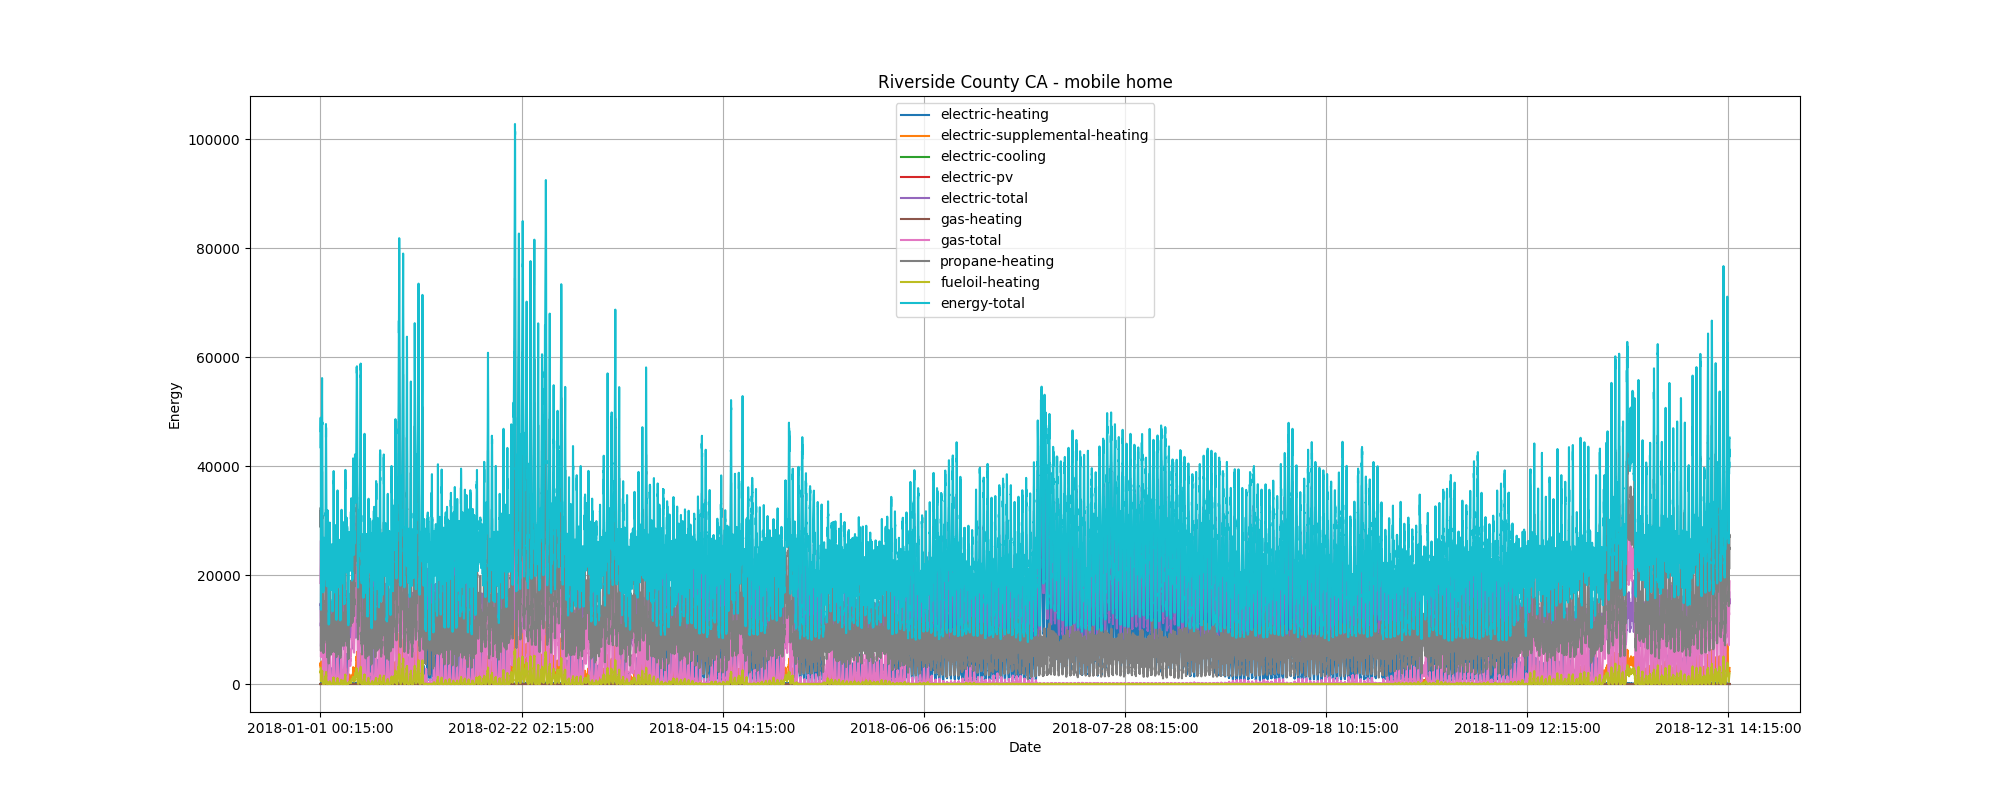 Riverside County CA - mobile home
electric-heating
electric-supplemental-heating
electric-cooling
electric-pv
electric-total
gas-heating
gas-total
propane-heating
fueloil-heating
energy-total
100000
80000
60000
40000
20000
0
Energy
2018-01-01 00:15:00 2018-02-22 02:15:00 2018-04-15 04:15:00 2018-06-06 06:15:00 2018-07-28 08:15:00 2018-09-18 10:15:00 2018-11-09 12:15:00 2018-12-31 14:15:00
Date